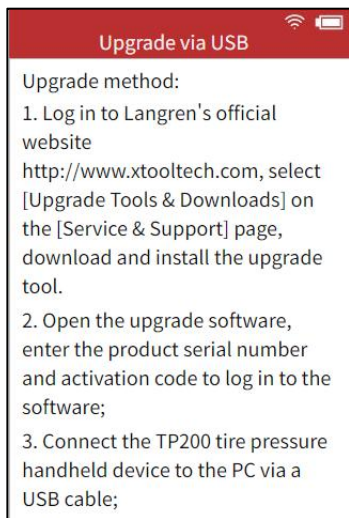 Upgrade via USB
Upgrade method:
1. Log in to Langren's official
website
http://www.xtooltech.com, select
[Upgrade Tools & Downloads] on
the [Service & Support] page,
download and install the upgrade
tool.
2. Open the upgrade software,
enter the product serial number
and activation code to log in to the
software;
3. Connect the TP200 tire pressure
handheld device to the PC via a
USB cable;